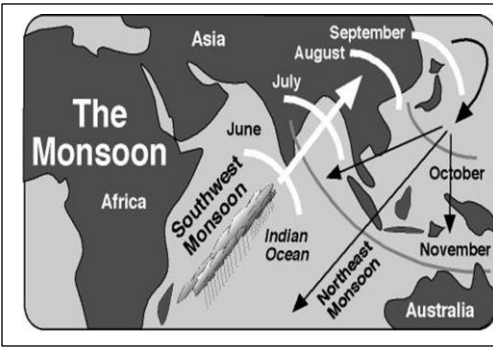 The
Monsoon
Asia
Africa
September
August
July
June
Southwest
Monsoon
Indian
Ocean
Northeast
Monsoon
October
November
Australia